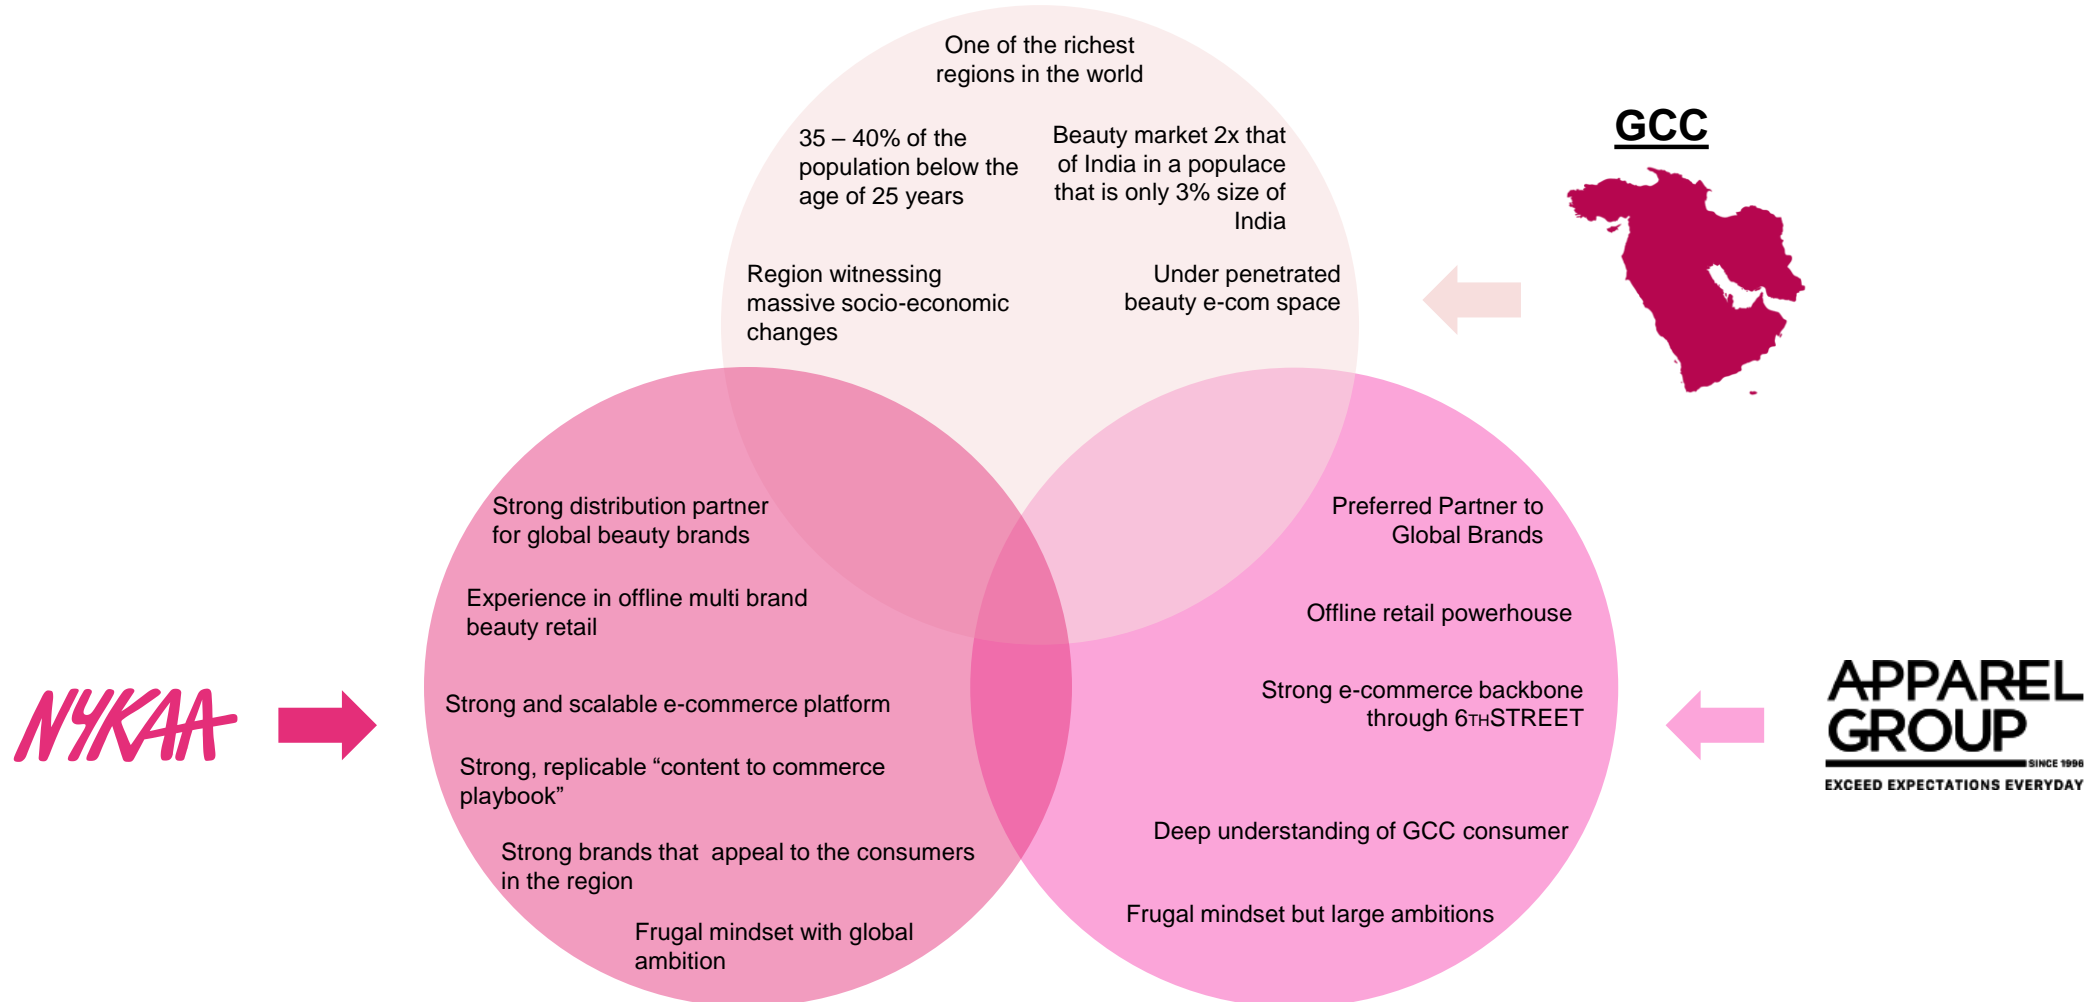 One of the richest
regions in the world
35 – 40% of the
population below the
age of 25 years
Beauty market 2x that
of India in a populace
that is only 3% size of
India
Region witnessing
massive socio-economic
changes
Under penetrated
beauty e-com space
GCC
Strong distribution partner
for global beauty brands
Experience in offline multi brand
beauty retail
Strong and scalable e-commerce platform
Strong, replicable “content to commerce
playbook”
Strong brands that  appeal to the consumers
in the region
Frugal mindset with global
ambition
NYKAA
Preferred Partner to
Global Brands
Offline retail powerhouse
Strong e-commerce backbone
through 6THSTREET
Deep understanding of GCC consumer
Frugal mindset but large ambitions
APPAREL
GROUP
SINCE 1996
EXCEED EXPECTATIONS EVERYDAY